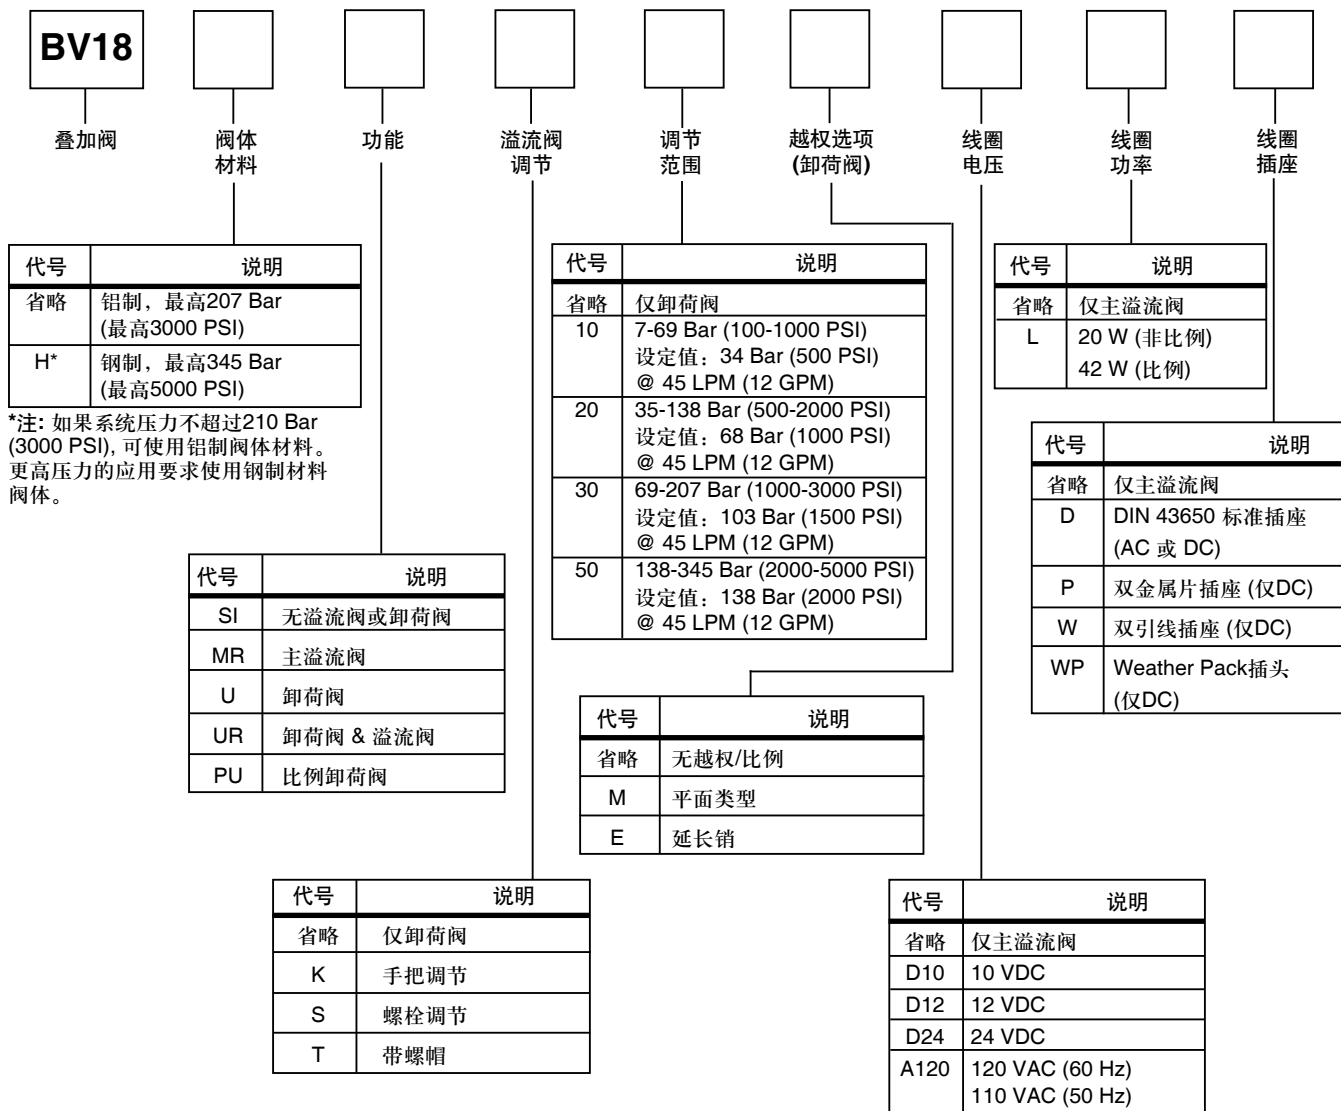 BV18
叠加阀
阀体
材料
功能
溢流阀
调节
调节
范围
越权选项
(卸荷阀)
线圈
电压
线圈
功率
线圈
插座
代号 说明
省略 铝制，最高207 Bar
(最高3000 PSI)
H* 钢制，最高345 Bar
(最高5000 PSI)
*注: 如果系统压力不超过210 Bar
(3000 PSI), 可使用铝制阀体材料。
更高压力的应用要求使用钢制材料
阀体。
代号 说明
SI 无溢流阀或卸荷阀
MR 主溢流阀
U 卸荷阀
UR 卸荷阀 & 溢流阀
PU 比例卸荷阀
代号 说明
省略 仅卸荷阀
K 手把调节
S 螺栓调节
T 带螺帽
代号 说明
省略 仅卸荷阀
10 7-69 Bar (100-1000 PSI)
设定值：34 Bar (500 PSI)
@ 45 LPM (12 GPM)
20 35-138 Bar (500-2000 PSI)
设定值：68 Bar (1000 PSI)
@ 45 LPM (12 GPM)
30 69-207 Bar (1000-3000 PSI)
设定值：103 Bar (1500 PSI)
@ 45 LPM (12 GPM)
50 138-345 Bar (2000-5000 PSI)
设定值：138 Bar (2000 PSI)
@ 45 LPM (12 GPM)
代号 说明
省略 无越权/比例
M 平面类型
E 延长销
代号 说明
省略 仅主溢流阀
D10 10 VDC
D12 12 VDC
D24 24 VDC
A120 120 VAC (60 Hz)
110 VAC (50 Hz)
代号 说明
省略 仅主溢流阀
L 20 W (非比例)
42 W (比例)
代号 说明
省略 仅主溢流阀
D DIN 43650 标准插座
(AC 或 DC)
P 双金属片插座 (仅DC)
W 双引线插座 (仅DC)
WP Weather Pack插头
(仅DC)